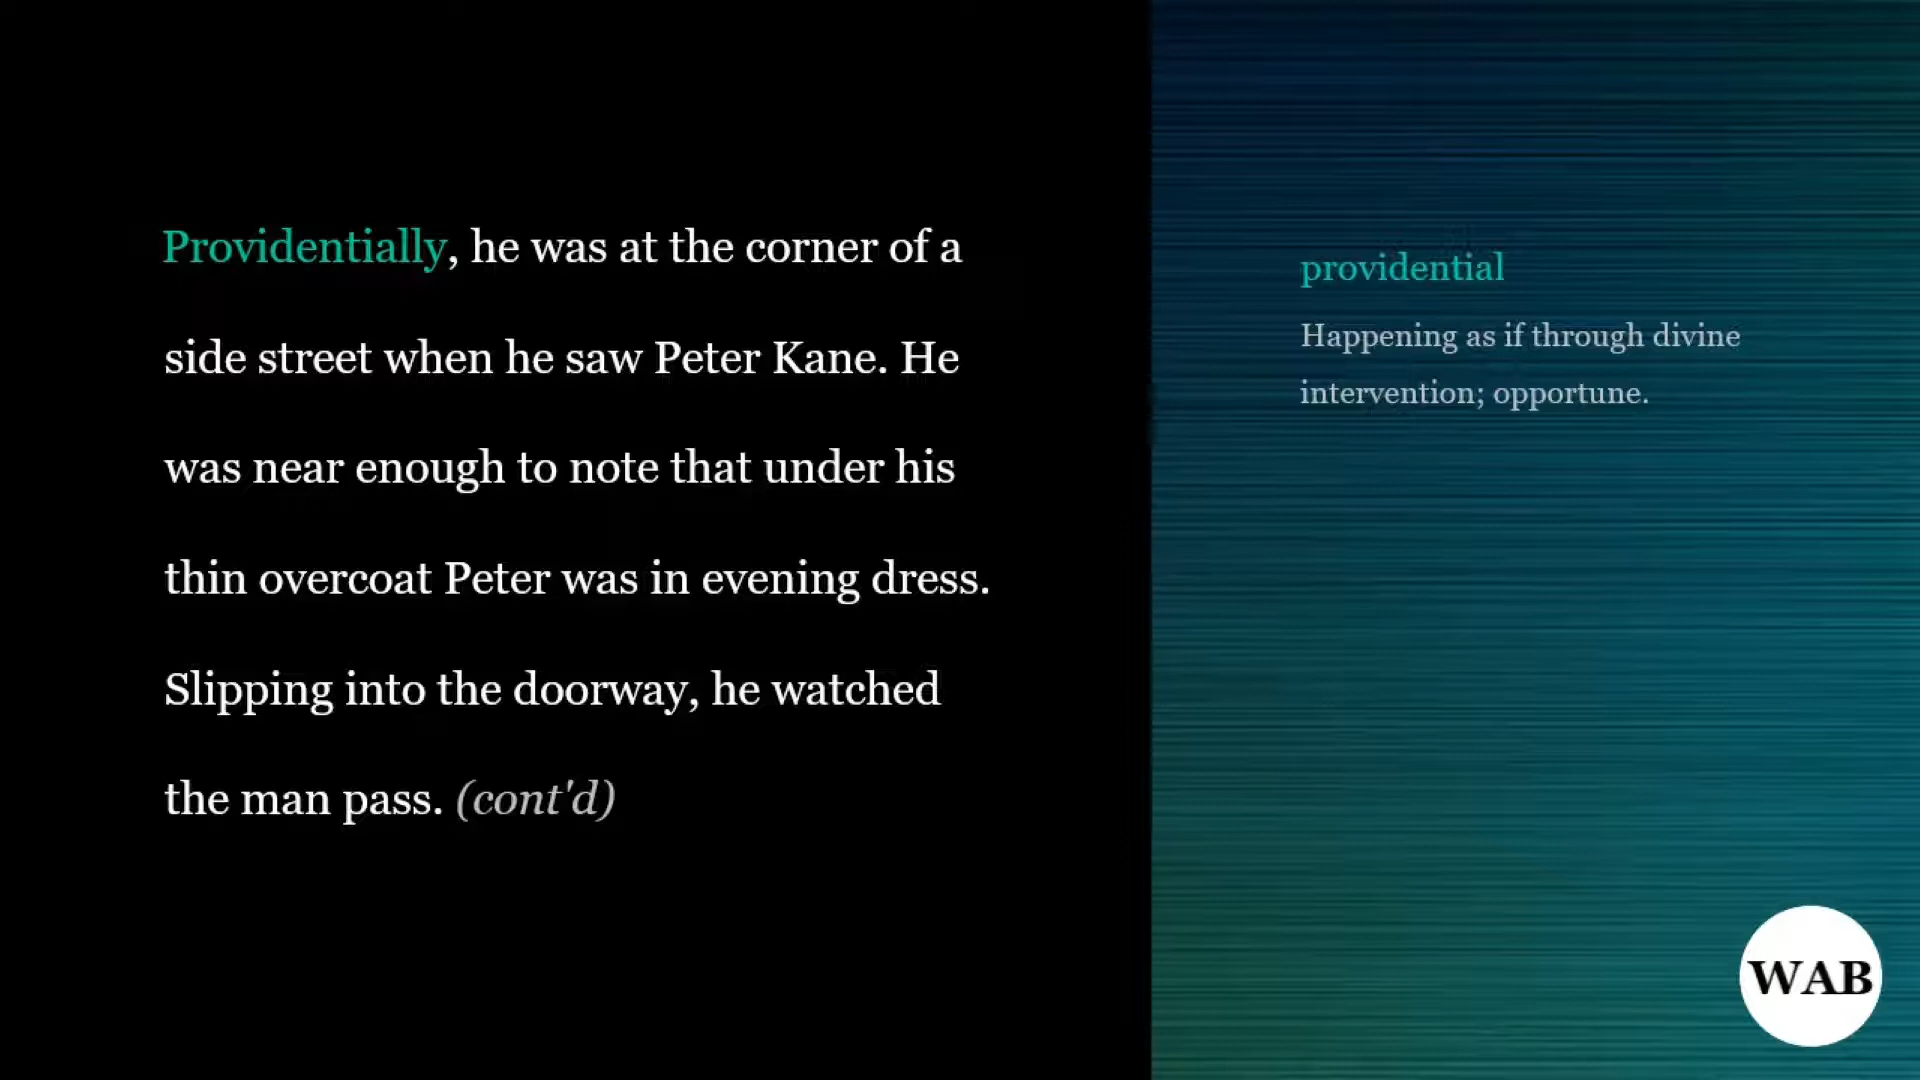 Providentially, he was at the corner of a
side street when he saw Peter Kane. He
was near enough to note that under his
thin overcoat Peter was in evening dress.
Slipping into the doorway, he watched
the man pass. (cont'd)
providential
Happening as if through divine
intervention; opportune.
WAB